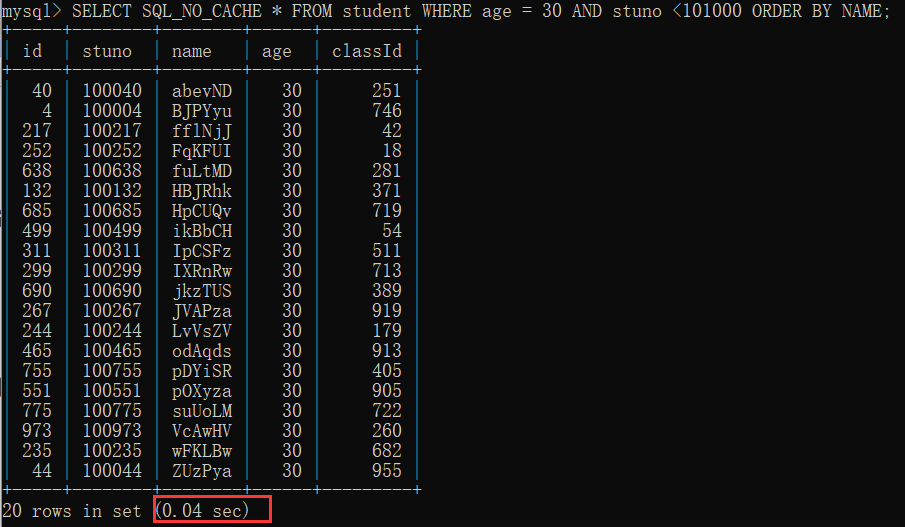 mysql> SELECT SQL_NO_CACHE * FROM student WHERE age = 30 AND stuno <101000 ORDER BY NAME;
+-----+--------+--------+------+---------+
| id | stuno | name | age | classId |
+-----+--------+--------+------+---------+
| 40 | 100040 | abevND | 30 | 251 |
| 4 | 100004 | BJPYyu | 30 | 746 |
| 217 | 100217 | fflNjJ | 30 | 42 |
| 252 | 100252 | FqKFUI | 30 | 18 |
| 638 | 100638 | fuLtMD | 30 | 281 |
| 132 | 100132 | HBJRhk | 30 | 371 |
| 685 | 100685 | HpCUQv | 30 | 719 |
| 499 | 100499 | ikBbCH | 30 | 54 |
| 311 | 100311 | IpCSFz | 30 | 511 |
| 299 | 100299 | IXRnRw | 30 | 713 |
| 690 | 100690 | jkzTUS | 30 | 389 |
| 267 | 100267 | JVAPza | 30 | 919 |
| 244 | 100244 | LvVsZV | 30 | 179 |
| 465 | 100465 | odAqds | 30 | 913 |
| 755 | 100755 | pDYiSR | 30 | 405 |
| 551 | 100551 | pOXyza | 30 | 905 |
| 775 | 100775 | suUoLM | 30 | 722 |
| 973 | 100973 | VcAwHV | 30 | 260 |
| 235 | 100235 | wFKLBw | 30 | 682 |
| 44 | 100044 | ZUzPya | 30 | 955 |
+-----+--------+--------+------+---------+
20 rows in set (0.04 sec)